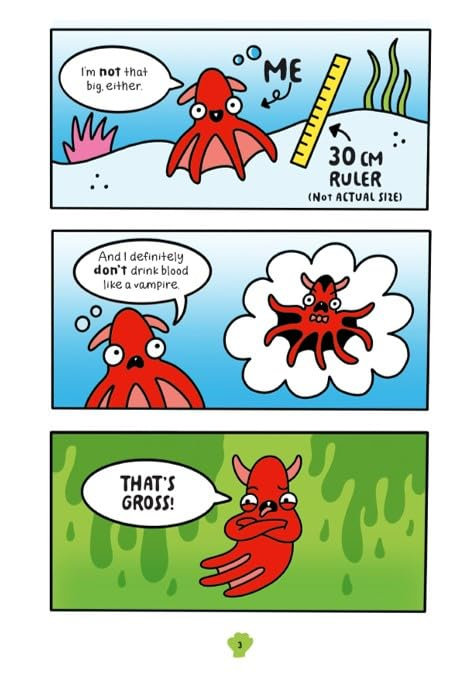 I'm not that
big, either.
ME
30 CM
RULER
(NOT ACTUAL SIZE)
And I definitely
don't drink blood
like a vampire.
THAT'S
GROSS!
3